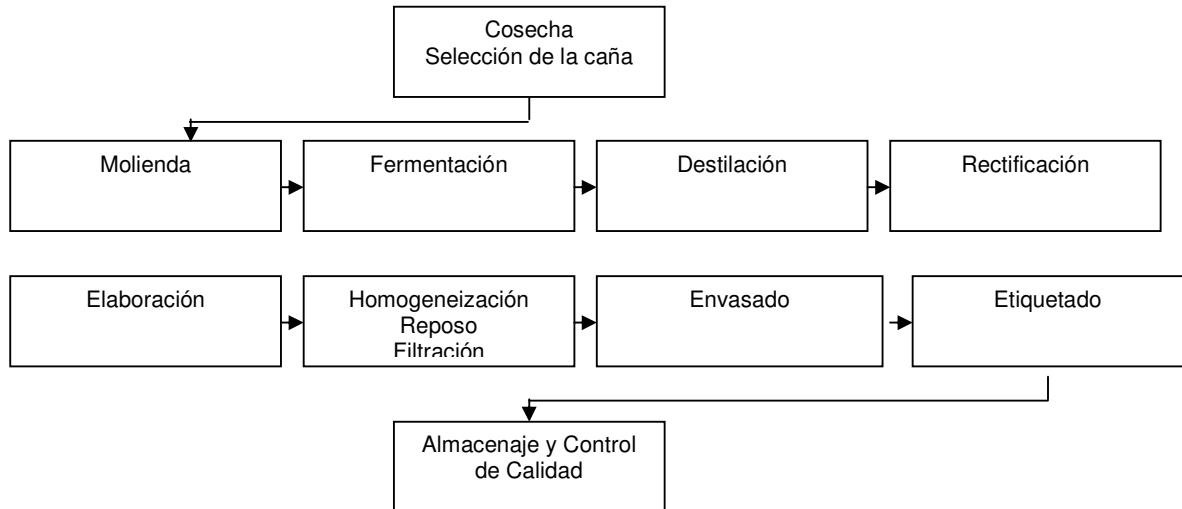 Cosecha
Selección de la caña
Molienda
Fermentación
Destilación
Rectificación
Elaboración
Homogeneización
Reposo
Filtración
Envasado
Etiquetado
Almacenaje y Control
de Calidad